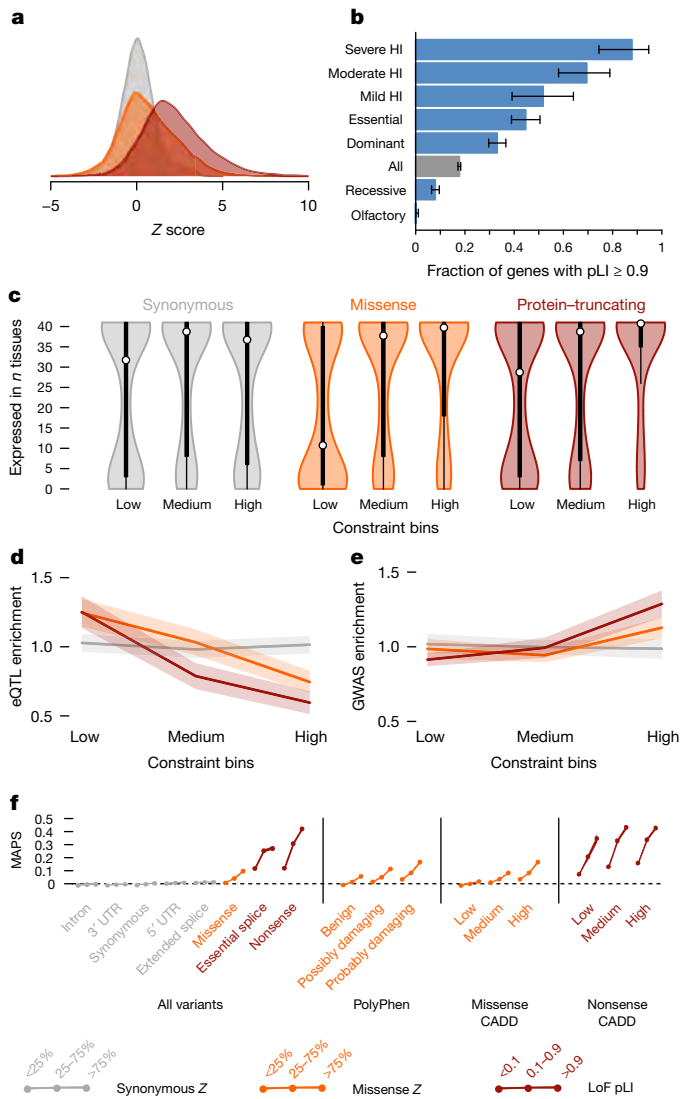 a
−5 0 5 10
Z score
b
Severe HI
Moderate HI
Mild HI
Essential
Dominant
All
Recessive
Olfactory
0 0.2 0.4 0.6 0.8 1
Fraction of genes with pLI ≥ 0.9
c
Synonymous Missense Protein–truncating
Expressed in n tissues
40
35
30
25
20
15
10
5
0
Low Medium High Low Medium High Low Medium High
Constraint bins
d
eQTL enrichment
1.5
1.0
0.5
Low Medium High
Constraint bins
e
GWAS enrichment
1.5
1.0
0.5
Low Medium High
Constraint bins
f
MAPS
0.5
0.4
0.3
0.2
0.1
0
Intron
3′ UTR
Synonymous
5′ UTR
Extended splice
Missense
Essential splice
Nonsense
Benign
Possibly damaging
Probably damaging
Low
Medium
High
Low
Medium
High
All variants PolyPhen Missense Nonsense
CADD CADD
<25% 25–75% >75% Synonymous Z
<25% 25–75% >75% Missense Z
<0.1 0.1–0.9 >0.9 LoF pLI